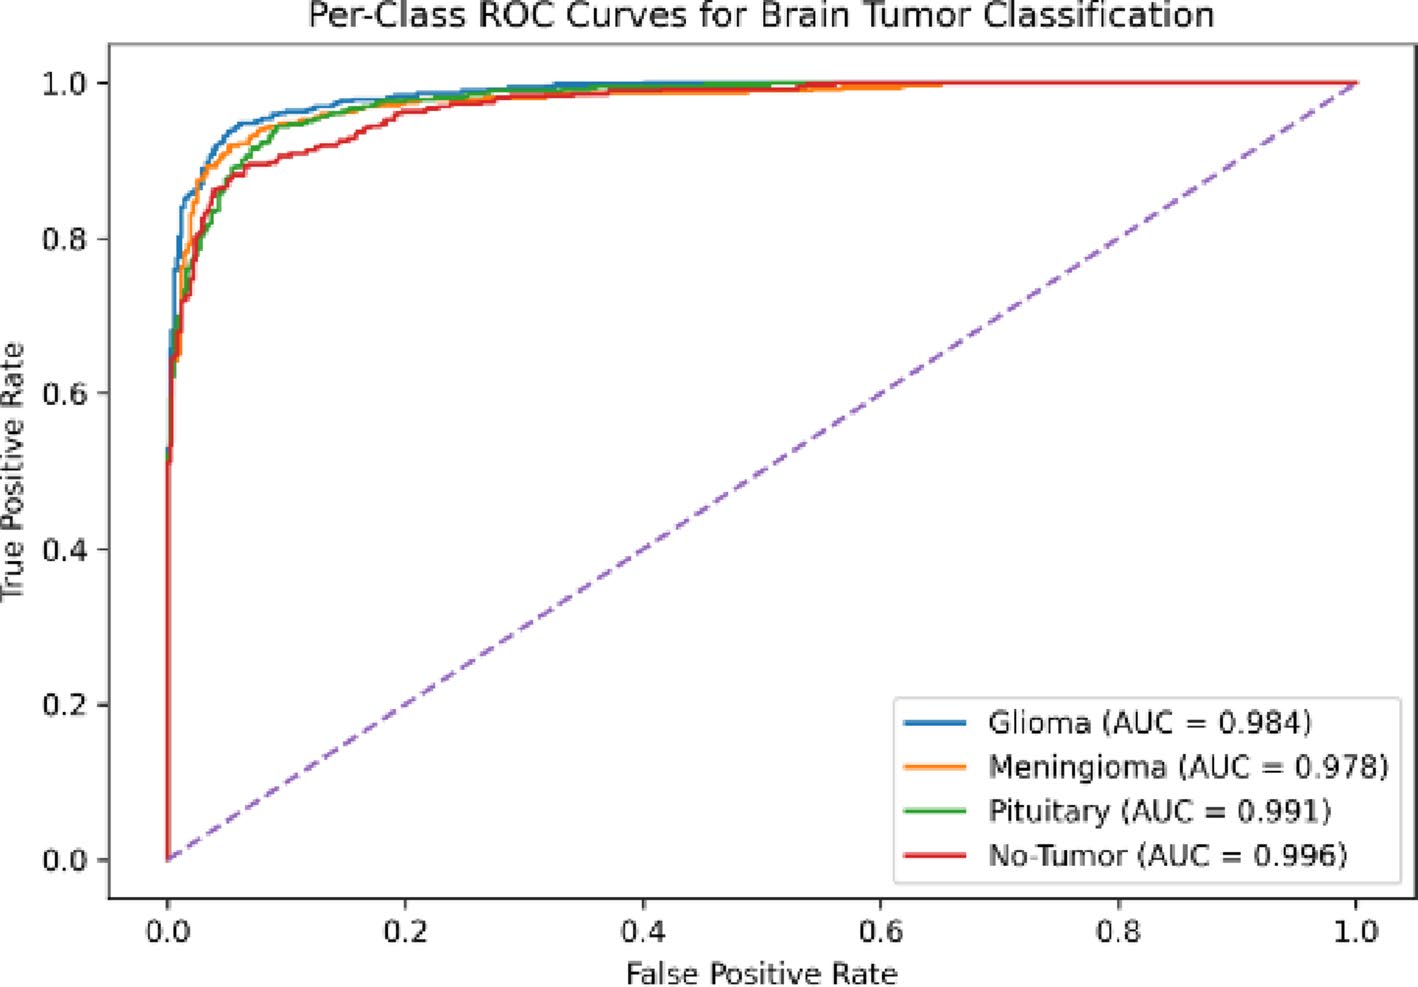 Per-Class ROC Curves for Brain Tumor Classification
1.0
0.8
0.6
0.4
0.2
0.0
True Positive Rate
Glioma (AUC = 0.984)
Meningioma (AUC = 0.978)
Pituitary (AUC = 0.991)
No-Tumor (AUC = 0.996)
0.0 0.2 0.4 0.6 0.8 1.0
False Positive Rate